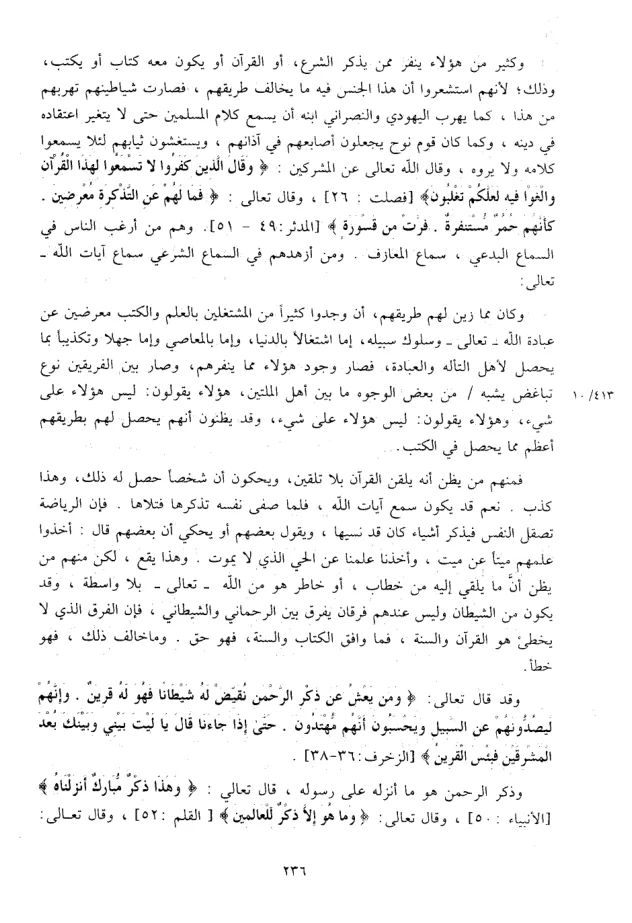 وكثير من هؤلاء ينفر ممن يذكر الشرع، أو القرآن أو يكون معه كتاب أو يكتب،
وذلك؛ لأنهم استشعروا أن هذا الجنس فيه ما يخالف طريقهم ، فصارت شياطينهم تهربهم
من هذا ، كما يهرب اليهودي والنصراني ابنه أن يسمع كلام المسلمين حتى لا يتغير اعتقاده
في دينه ، وكما كان قوم نوح يجعلون أصابعهم في آذانهم ، ويستغشون ثيابهم لئلا يسمعوا
كلامه ولا يروه ، وقال الله تعالى عن المشركين : ﴿ وَقَالَ الَّذِينَ كَفَرُوا لا تَسْمَعُوا لِهَذَا الْقُرْآنِ
وَالْغَوْا فِيهِ لَعَلَّكُمْ تَغْلِبُونَ﴾ [فصلت : ٢٦] ، وقال تعالى : ﴿ فَمَا لَهُمْ عَنِ التَّذْكِرَةِ مُعْرِضِينَ .
كَأَنَّهُمْ حُمُرٌ مُّسْتَنفِرَةٌ . فَرَّتْ مِن قَسْوَرَةٍ ﴾ [المدثر:٤٩ - ٥١]. وهم من أرغب الناس في
السماع البدعي ، سماع المعازف . ومن أزهدهم في السماع الشرعي سماع آيات الله ـ
تعالى:
وكان مما زين لهم طريقهم، أن وجدوا كثيراً من المشتغلين بالعلم والكتب معرضين عن
عبادة الله ـ تعالى ـ وسلوك سبيله، إما اشتغالاً بالدنيا، وإما بالمعاصي وإما جهلا وتكذيباً بما
يحصل لأهل التأله والعبادة، فصار وجود هؤلاء مما ينفرهم، وصار بين الفريقين نوع
تباغض يشبه / من بعض الوجوه ما بين أهل الملتين، هؤلاء يقولون: ليس هؤلاء على
١٠/٤١٣
شيء، وهؤلاء يقولون: ليس هؤلاء على شيء، وقد يظنون أنهم يحصل لهم بطريقهم
أعظم مما يحصل في الكتب.
فمنهم من يظن أنه يلقن القرآن بلا تلقين، ويحكون أن شخصاً حصل له ذلك، وهذا
كذب . نعم قد يكون سمع آيات الله ، فلما صفى نفسه تذكرها فتلاها . فإن الرياضة
تصقل النفس فيذكر أشياء كان قد نسيها ، ويقول بعضهم أو يحكي أن بعضهم قال : أخذوا
علمهم ميتاً عن ميت ، وأخذنا علمنا عن الحي الذي لا يموت . وهذا يقع ، لكن منهم من
يظن أنَّ ما يلقي إليه من خطاب ، أو خاطر هو من الله ـ تعالى ـ بلا واسطة ، وقد
يكون من الشيطان وليس عندهم فرقان يفرق بين الرحماني والشيطاني ، فإن الفرق الذي لا
يخطئ هو القرآن والسنة ، فما وافق الكتاب والسنة، فهو حق . وماخالف ذلك ، فهو
خطأ.
وقد قال تعالى: ﴿ وَمَن يَعْشُ عَن ذِكْرِ الرَّحْمَنِ نُقَيِّضْ لَهُ شَيْطَانًا فَهُوَ لَهُ قَرِينٌ . وَإِنَّهُمْ
لَيَصُدُّونَهُمْ عَنِ السَّبِيلِ وَيَحْسَبُونَ أَنَّهُم مُّهْتَدُونَ . حَتَّىٰ إِذَا جَاءَنَا قَالَ يَا لَيْتَ بَيْنِي وَبَيْنَكَ بُعْدَ
الْمَشْرِقَيْنِ فَبِئْسَ الْقَرِينُ ﴾ [الزخرف:٣٦-٣٨] .
وذكر الرحمن هو ما أنزله على رسوله ، قال تعالي : ﴿ وَهَذَا ذِكْرٌ مُّبَارَكٌ أَنزَلْنَاهُ ﴾
[الأنبياء : ٥٠] ، وقال تعالى: ﴿ وَمَا هُوَ إِلاَّ ذِكْرٌ لِّلْعَالَمِينَ ﴾ [القلم :٥٢] ، وقال تعـالى:
٢٣٦